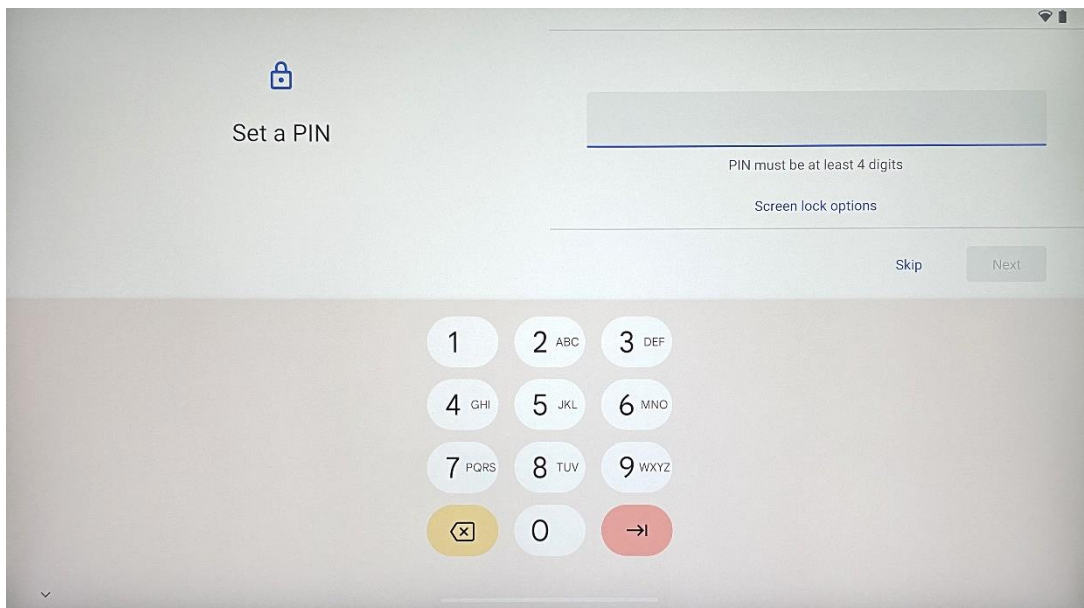 Set a PIN
PIN must be at least 4 digits
Screen lock options
Skip Next
1 2 ABC 3 DEF
4 GHI 5 JKL 6 MNO
7 PQRS 8 TUV 9 WXYZ
0